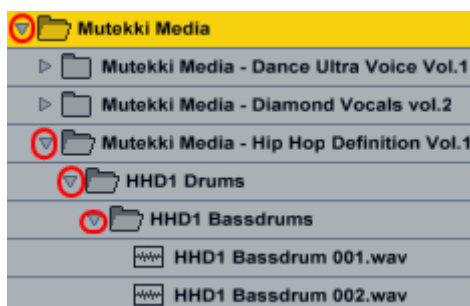 Mutekki Media
Mutekki Media - Dance Ultra Voice Vol.1
Mutekki Media - Diamond Vocals vol.2
Mutekki Media - Hip Hop Definition Vol.1
HHD1 Drums
HHD1 Bassdrums
HHD1 Bassdrum 001.wav
HHD1 Bassdrum 002.wav